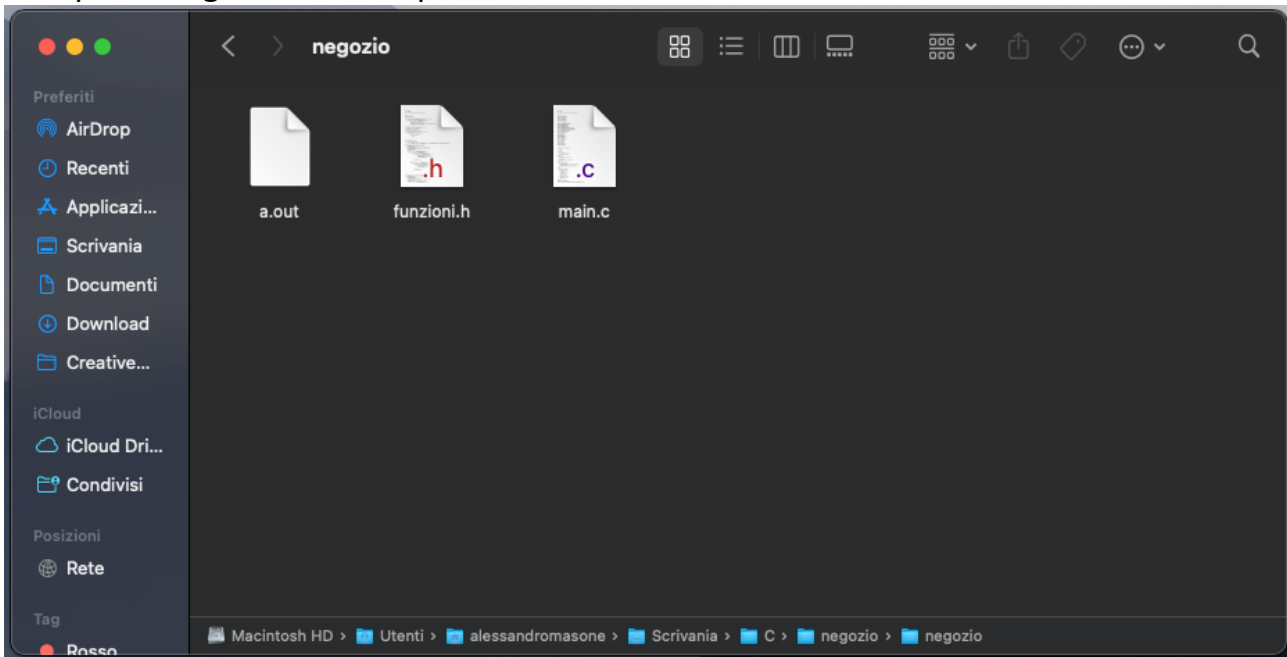 negozio
Preferiti
AirDrop
Recenti
Applicazi...
Scrivania
Documenti
Download
Creative...
iCloud
iCloud Dri...
Condivisi
Posizioni
Rete
Tag
Rosso
.h
.c
a.out
funzioni.h
main.c
Macintosh HD › Utenti › alessandromasone › Scrivania › C › negozio › negozio